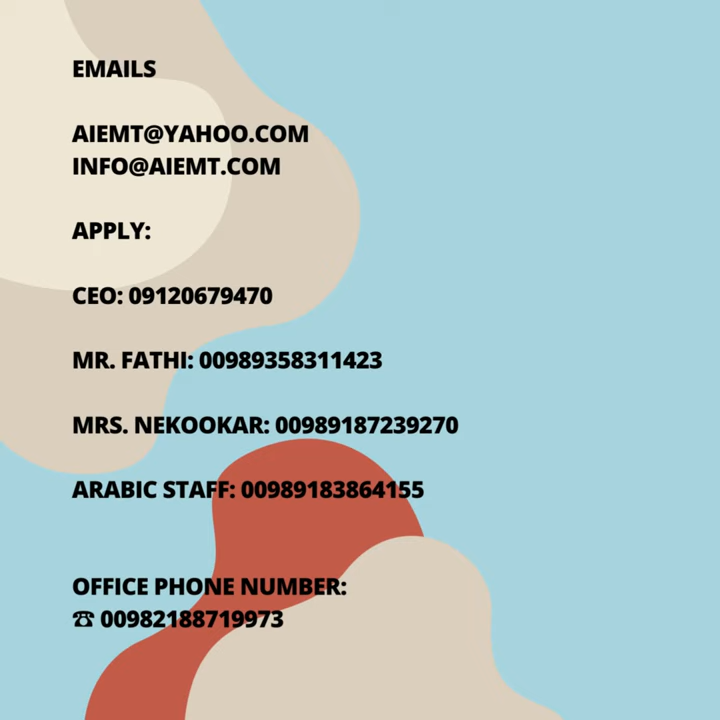 EMAILS
AIEMT@YAHOO.COM
INFO@AIEMT.COM
APPLY:
CEO: 09120679470
MR. FATHI: 00989358311423
MRS. NEKOOKAR: 00989187239270
ARABIC STAFF: 00989183864155
OFFICE PHONE NUMBER:
☎ 00982188719973